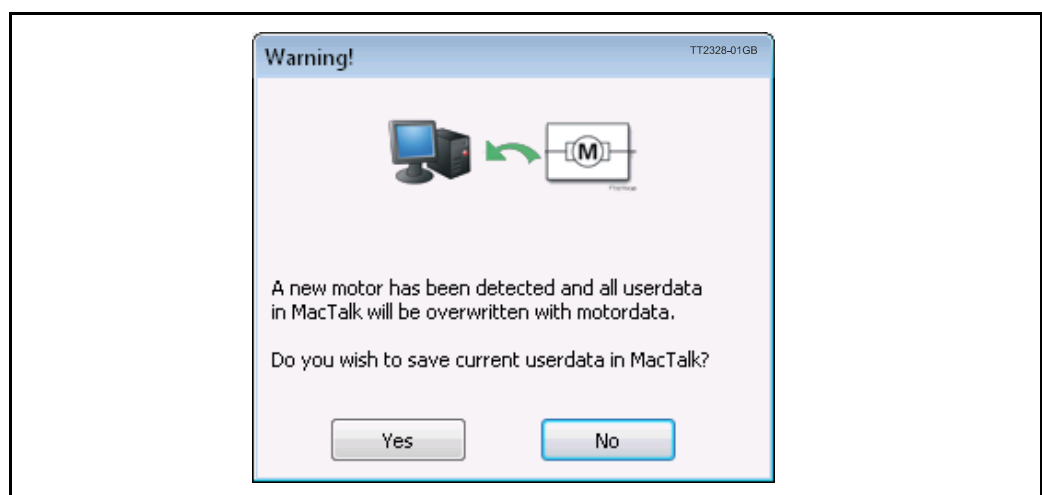 Warning!
TT2328-01GB
M
A new motor has been detected and all userdata
in MacTalk will be overwritten with motordata.
Do you wish to save current userdata in MacTalk?
Yes
No